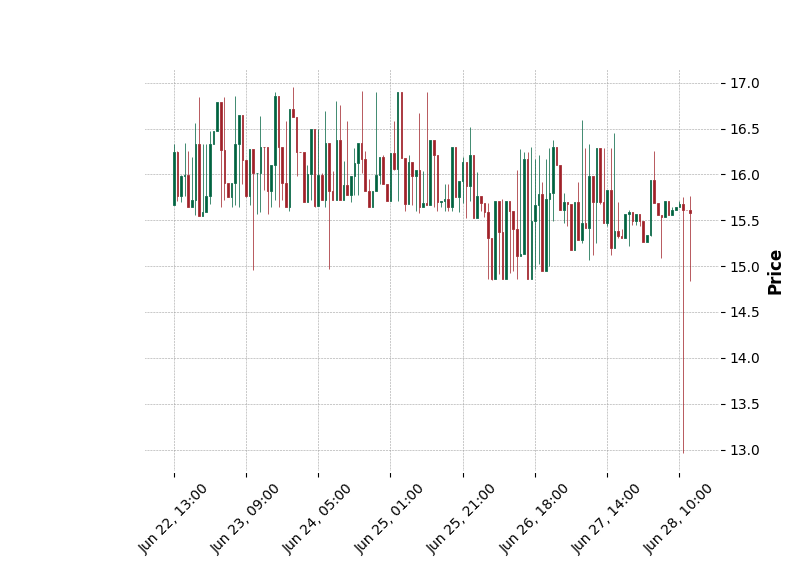 17.0
16.5
16.0
15.5
15.0
14.5
14.0
13.5
13.0
Price
Jun 22, 13:00
Jun 23, 09:00
Jun 24, 05:00
Jun 25, 01:00
Jun 25, 21:00
Jun 26, 18:00
Jun 27, 14:00
Jun 28, 10:00